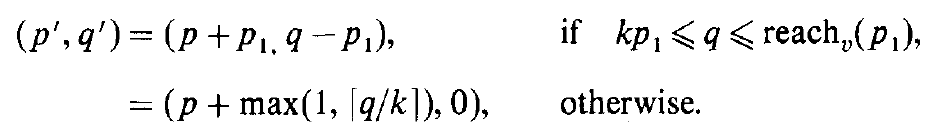 (p′, q′) = (p + p₁, q − p₁), if kp₁ ⩽ q ⩽ reachᵥ(p₁),
= (p + max(1, ⌈q/k⌉), 0), otherwise.